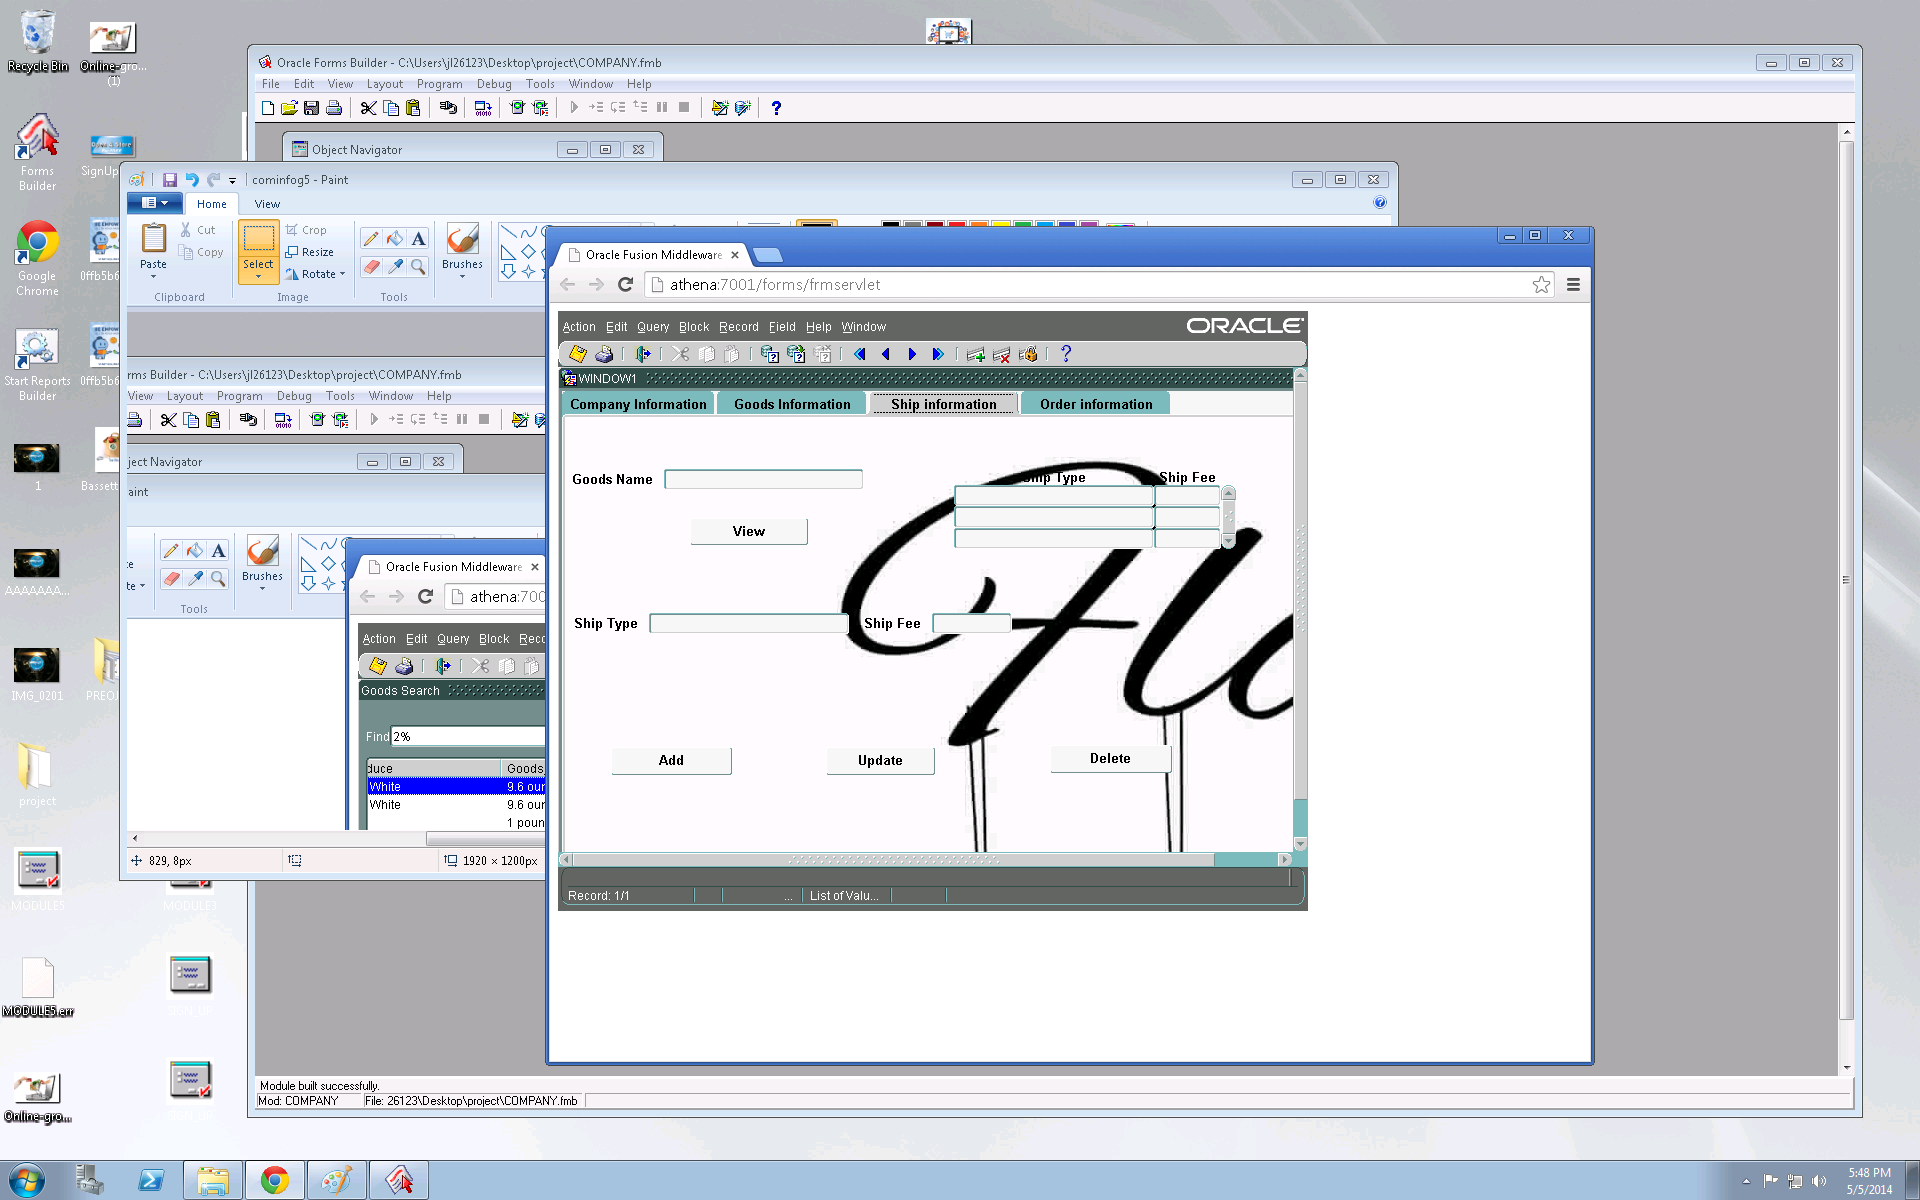 Recycle Bin
Online-gro...
(1)
Forms
Builder
SignUp
Google
Chrome
0ffb5b6
Start Reports
Builder
0ffb5b6
1
Bassett
AAAAAAA...
IMG_0201
PREOJ
project
MODULE5
MODULE3
MODULE5.err
SIGN_UP
Online-gro...
Oracle Forms Builder - C:\Users\jl26123\Desktop\project\COMPANY.fmb
File Edit View Layout Program Debug Tools Window Help
Object Navigator
cominfog5 - Paint
Home View
Paste
Cut
Copy
Clipboard
Select
Crop
Resize
Rotate
Image
Tools
Brushes
rms Builder - C:\Users\jl26123\Desktop\project\COMPANY.fmb
View Layout Program Debug Tools Window Help
ject Navigator
aint
ze
te
Tools
Brushes
Oracle Fusion Middleware
athena:700
Action Edit Query Block Reco
Goods Search
Find 2%
duce Goods_
White 9.6 our
White 9.6 our
1 poun
829, 8px
1920 × 1200px
Oracle Fusion Middleware
athena:7001/forms/frmservlet
Action Edit Query Block Record Field Help Window
ORACLE
WINDOW1
Company Information
Goods Information
Ship information
Order information
Goods Name
Ship Type Ship Fee
View
Ship Type
Ship Fee
Add
Update
Delete
Record: 1/1
...
List of Valu...
Module built successfully.
Mod: COMPANY
File: 26123\Desktop\project\COMPANY.fmb
5:48 PM
5/5/2014